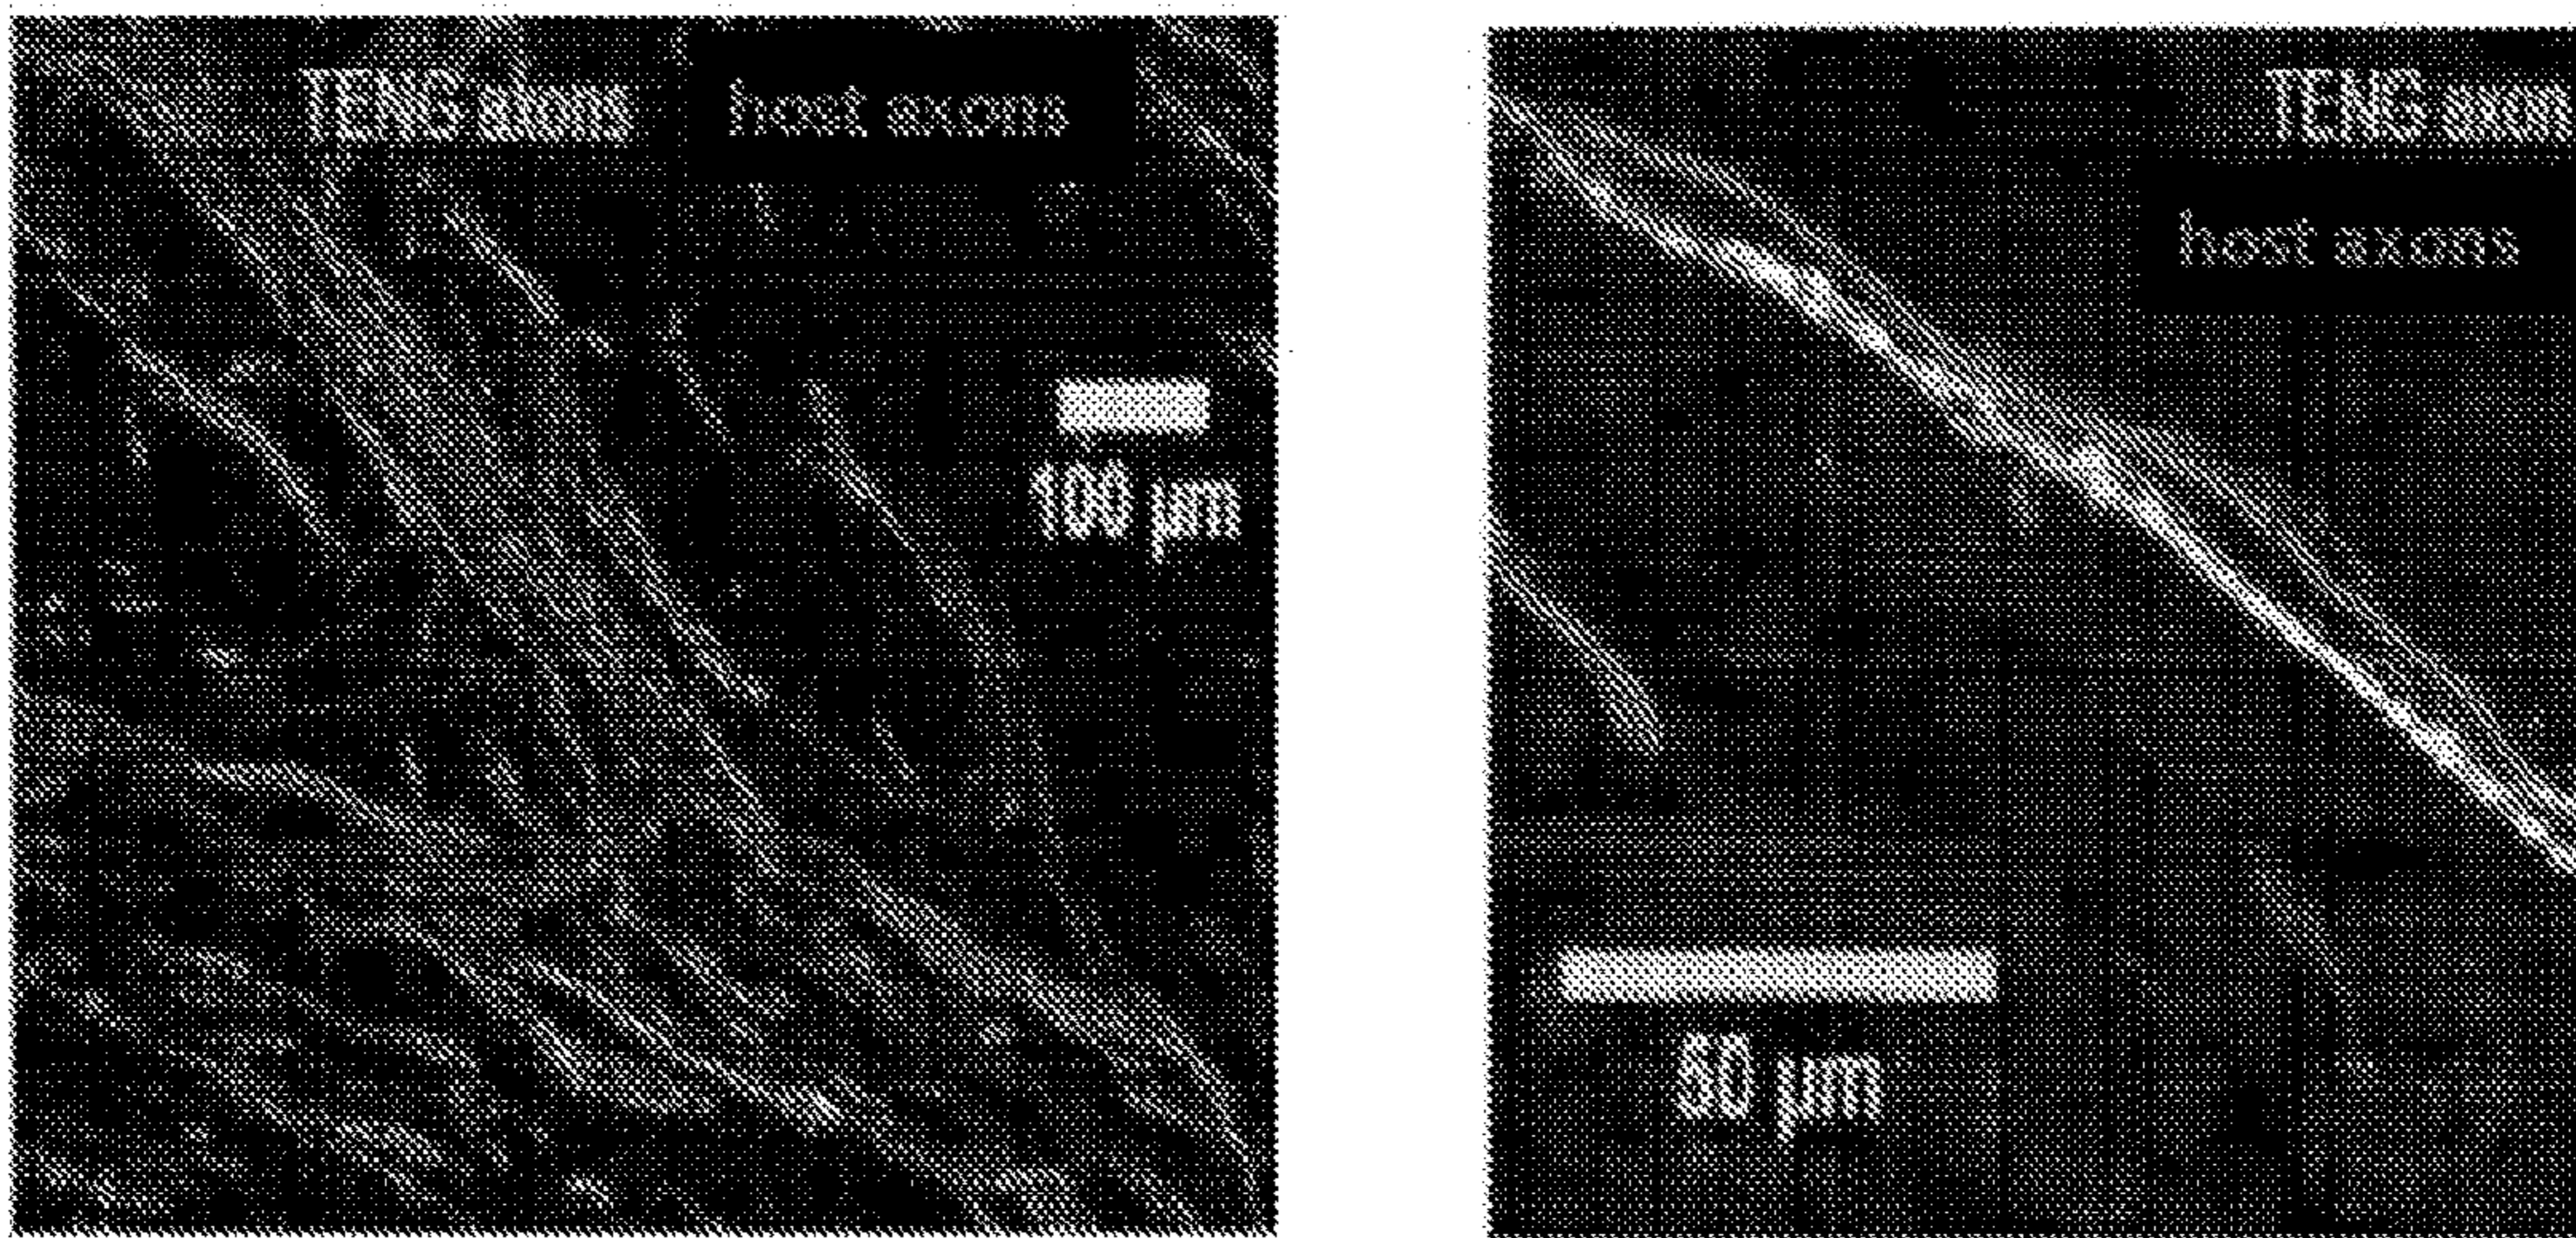 TENG axons host axons
100 µm
TENG axon
host axons
50 µm